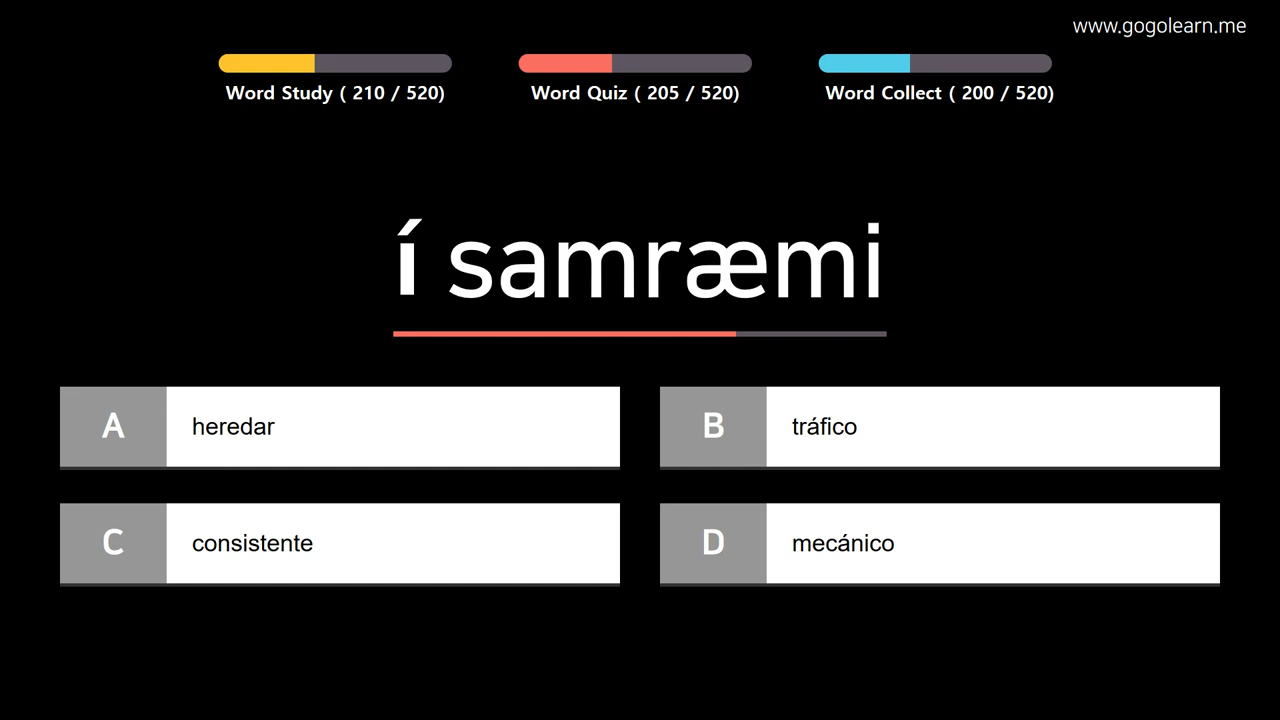 www.gogolearn.me
Word Study ( 210 / 520)
Word Quiz ( 205 / 520)
Word Collect ( 200 / 520)
í samræmi
A heredar
B tráfico
C consistente
D mecánico